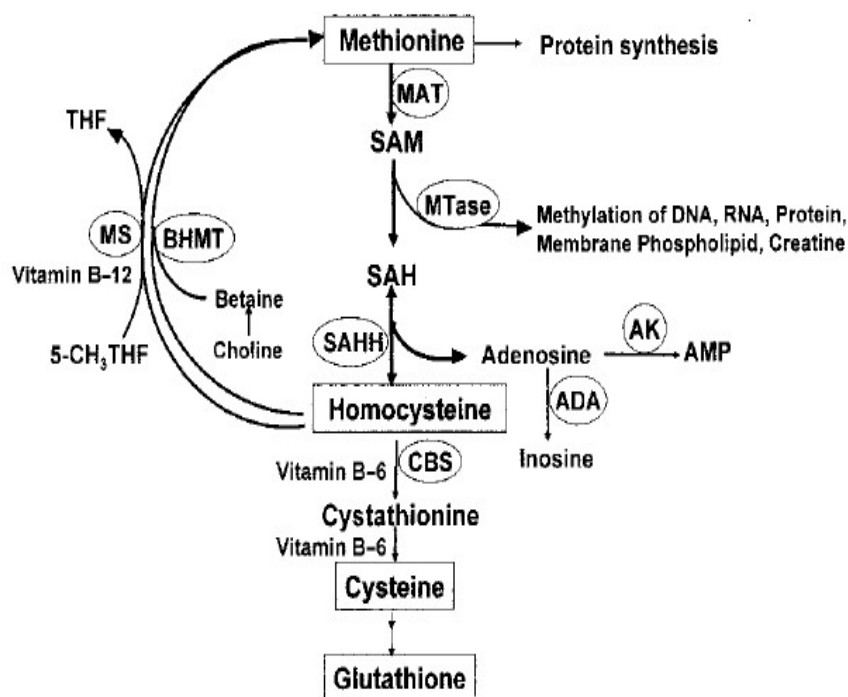 Methionine
Protein synthesis
MAT
THF
SAM
MTase
Methylation of DNA, RNA, Protein,
Membrane Phospholipid, Creatine
MS
BHMT
Vitamin B-12
SAH
Betaine
5-CH₃THF
Choline
SAHH
Adenosine
AK
AMP
ADA
Homocysteine
Inosine
Vitamin B-6
CBS
Cystathionine
Vitamin B-6
Cysteine
Glutathione